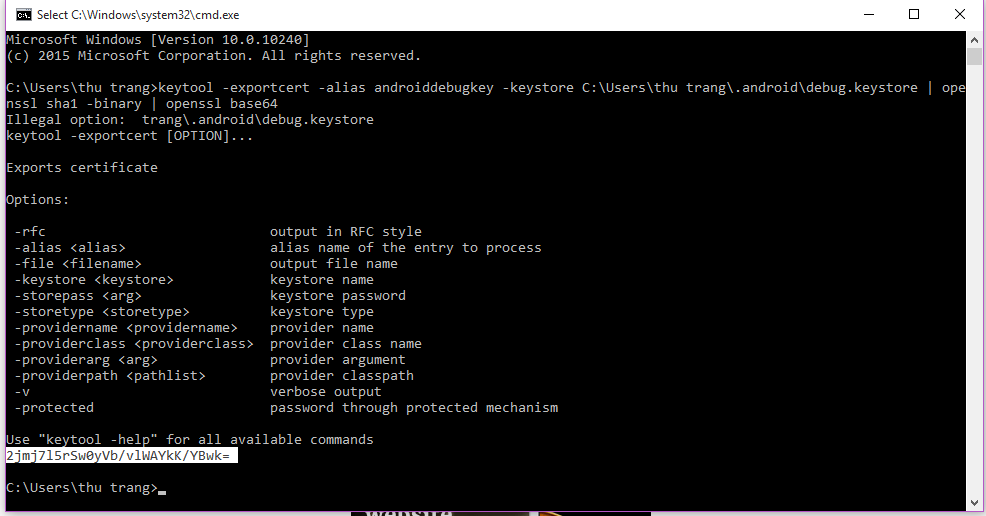 Select C:\Windows\system32\cmd.exe
Microsoft Windows [Version 10.0.10240]
(c) 2015 Microsoft Corporation. All rights reserved.
C:\Users\thu trang>keytool -exportcert -alias androiddebugkey -keystore C:\Users\thu trang\.android\debug.keystore | ope
nssl sha1 -binary | openssl base64
Illegal option:  trang\.android\debug.keystore
keytool -exportcert [OPTION]...
Exports certificate
Options:
-rfc output in RFC style
-alias <alias> alias name of the entry to process
-file <filename> output file name
-keystore <keystore> keystore name
-storepass <arg> keystore password
-storetype <storetype> keystore type
-providername <providername> provider name
-providerclass <providerclass> provider class name
-providerarg <arg> provider argument
-providerpath <pathlist> provider classpath
-v verbose output
-protected password through protected mechanism
Use "keytool -help" for all available commands
2jmj7l5rSw0yVb/vlWAYkK/YBwk=
C:\Users\thu trang>
website